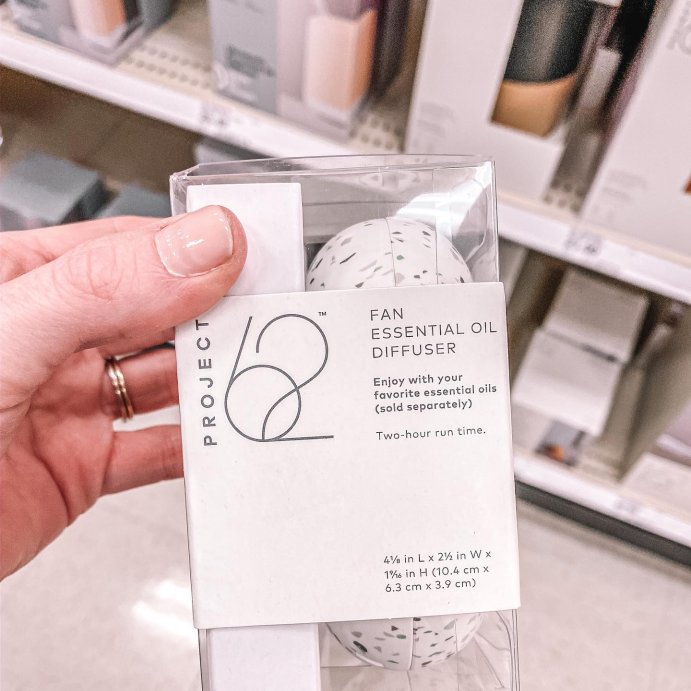 PROJECT
62™
FAN
ESSENTIAL OIL
DIFFUSER
Enjoy with your
favorite essential oils
(sold separately)
Two-hour run time.
4⅛ in L x 2½ in W x
1⁹⁄₁₆ in H (10.4 cm x
6.3 cm x 3.9 cm)